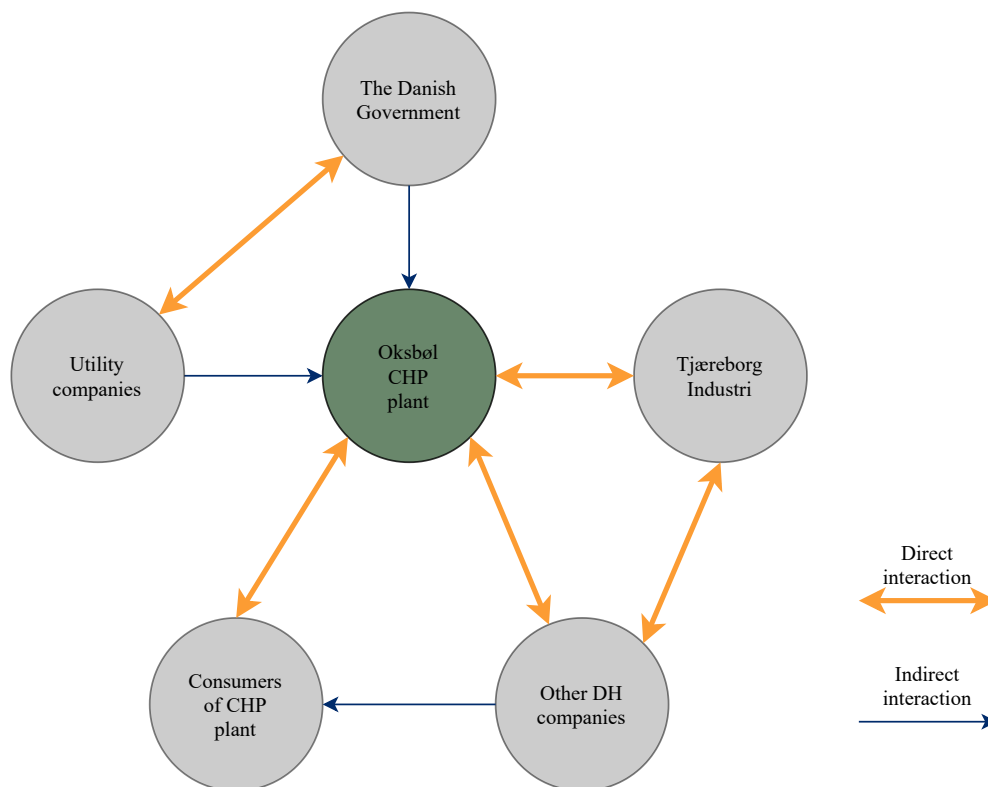 The Danish
Government
Utility
companies
Oksbøl
CHP
plant
Tjæreborg
Industri
Direct
interaction
Consumers
of CHP
plant
Other DH
companies
Indirect
interaction